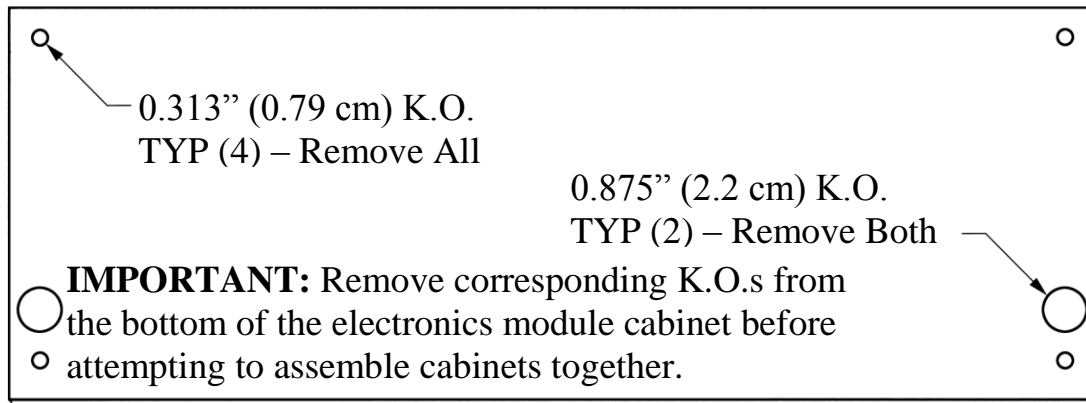 0.313” (0.79 cm) K.O.
TYP (4) – Remove All
0.875” (2.2 cm) K.O.
TYP (2) – Remove Both
IMPORTANT: Remove corresponding K.O.s from
the bottom of the electronics module cabinet before
attempting to assemble cabinets together.